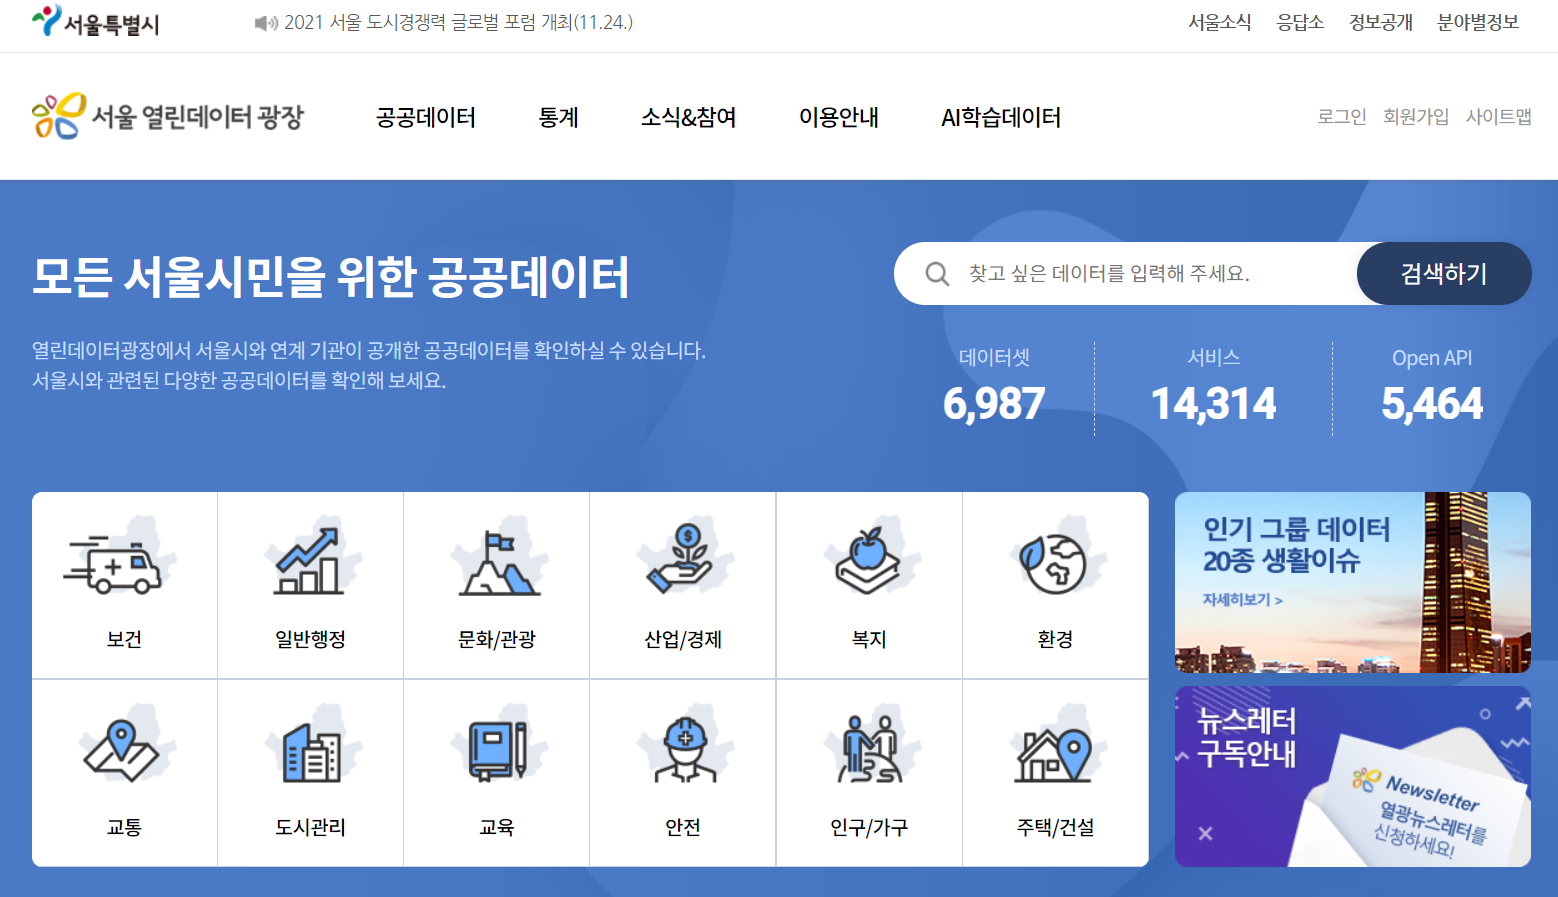 서울특별시
2021 서울 도시경쟁력 글로벌 포럼 개최(11.24.)
서울소식 응답소 정보공개 분야별정보
서울 열린데이터 광장
공공데이터 통계 소식&참여 이용안내 AI학습데이터
로그인 회원가입 사이트맵
모든 서울시민을 위한 공공데이터
열린데이터광장에서 서울시와 연계 기관이 공개한 공공데이터를 확인하실 수 있습니다.
서울시와 관련된 다양한 공공데이터를 확인해 보세요.
찾고 싶은 데이터를 입력해 주세요.
검색하기
데이터셋 서비스 Open API
6,987 14,314 5,464
보건 일반행정 문화/관광 산업/경제 복지 환경
교통 도시관리 교육 안전 인구/가구 주택/건설
인기 그룹 데이터
20종 생활이슈
자세히보기 >
뉴스레터
구독안내
Newsletter
열광뉴스레터를
신청하세요!